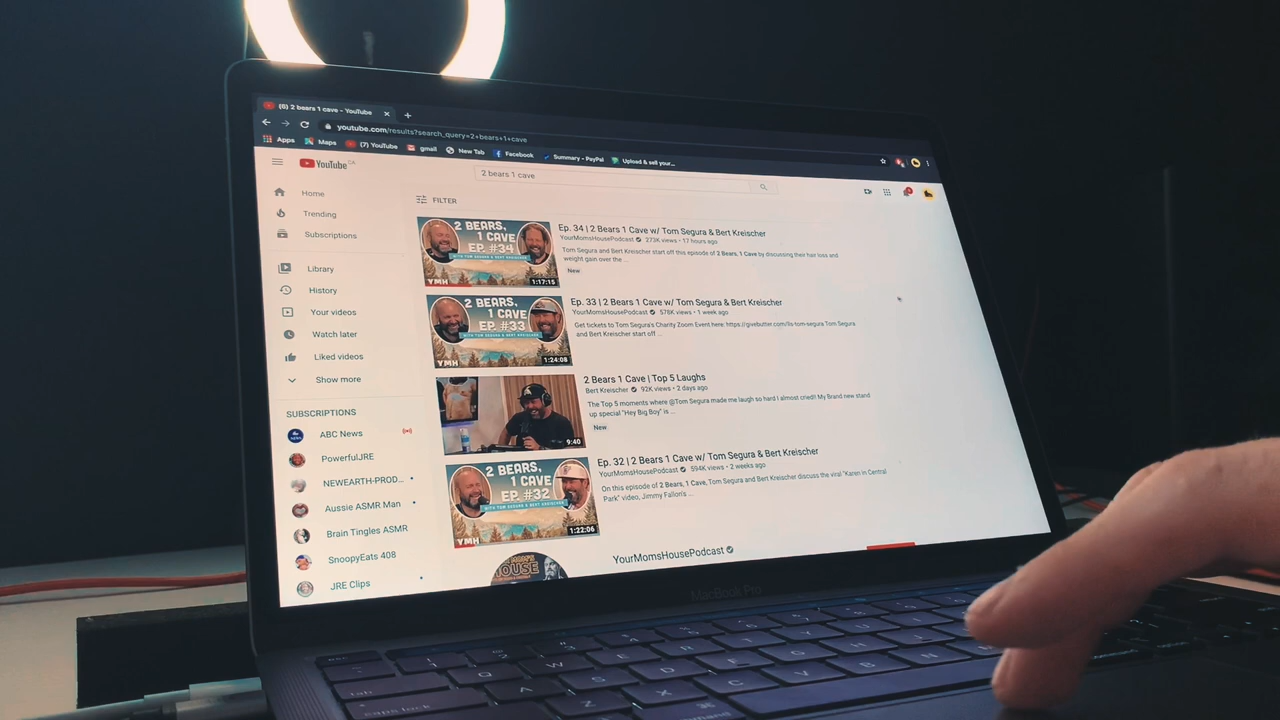 (6) 2 bears 1 cave - YouTube
youtube.com/results?search_query=2+bears+1+cave
Apps Maps (7) YouTube gmail New Tab Facebook Summary - PayPal Upload & sell your...
YouTube CA
2 bears 1 cave
Home
Trending
Subscriptions
Library
History
Your videos
Watch later
Liked videos
Show more
SUBSCRIPTIONS
ABC News
PowerfulJRE
NEWEARTH-PROD...
Aussie ASMR Man
Brain Tingles ASMR
SnoopyEats 408
JRE Clips
FILTER
2 BEARS,
1 CAVE
EP. #34
WITH TOM SEGURA & BERT KREISCHER
YMH
1:17:15
Ep. 34 | 2 Bears 1 Cave w/ Tom Segura & Bert Kreischer
YourMomsHousePodcast 273K views • 17 hours ago
Tom Segura and Bert Kreischer start off this episode of 2 Bears, 1 Cave by discussing their hair loss and
weight gain over the ...
New
2 BEARS,
1 CAVE
EP. #33
WITH TOM SEGURA & BERT KREISCHER
YMH
1:24:08
Ep. 33 | 2 Bears 1 Cave w/ Tom Segura & Bert Kreischer
YourMomsHousePodcast 578K views • 1 week ago
Get tickets to Tom Segura's Charity Zoom Event here: https://givebutter.com/lis-tom-segura Tom Segura
and Bert Kreischer start off ...
9:40
2 Bears 1 Cave | Top 5 Laughs
Bert Kreischer 92K views • 2 days ago
The Top 5 moments where @Tom Segura made me laugh so hard I almost cried!! My Brand new stand
up special "Hey Big Boy" is ...
New
2 BEARS,
1 CAVE
EP. #32
WITH TOM SEGURA & BERT KREISCHER
YMH
1:22:06
Ep. 32 | 2 Bears 1 Cave w/ Tom Segura & Bert Kreischer
YourMomsHousePodcast 594K views • 2 weeks ago
On this episode of 2 Bears, 1 Cave, Tom Segura and Bert Kreischer discuss the viral "Karen in Central
Park" video, Jimmy Fallon's ...
HOUSE
YourMomsHousePodcast
MacBook Pro
esc
tab Q W E R T Y U
caps lock A S D F G H
Z X C V B N
command